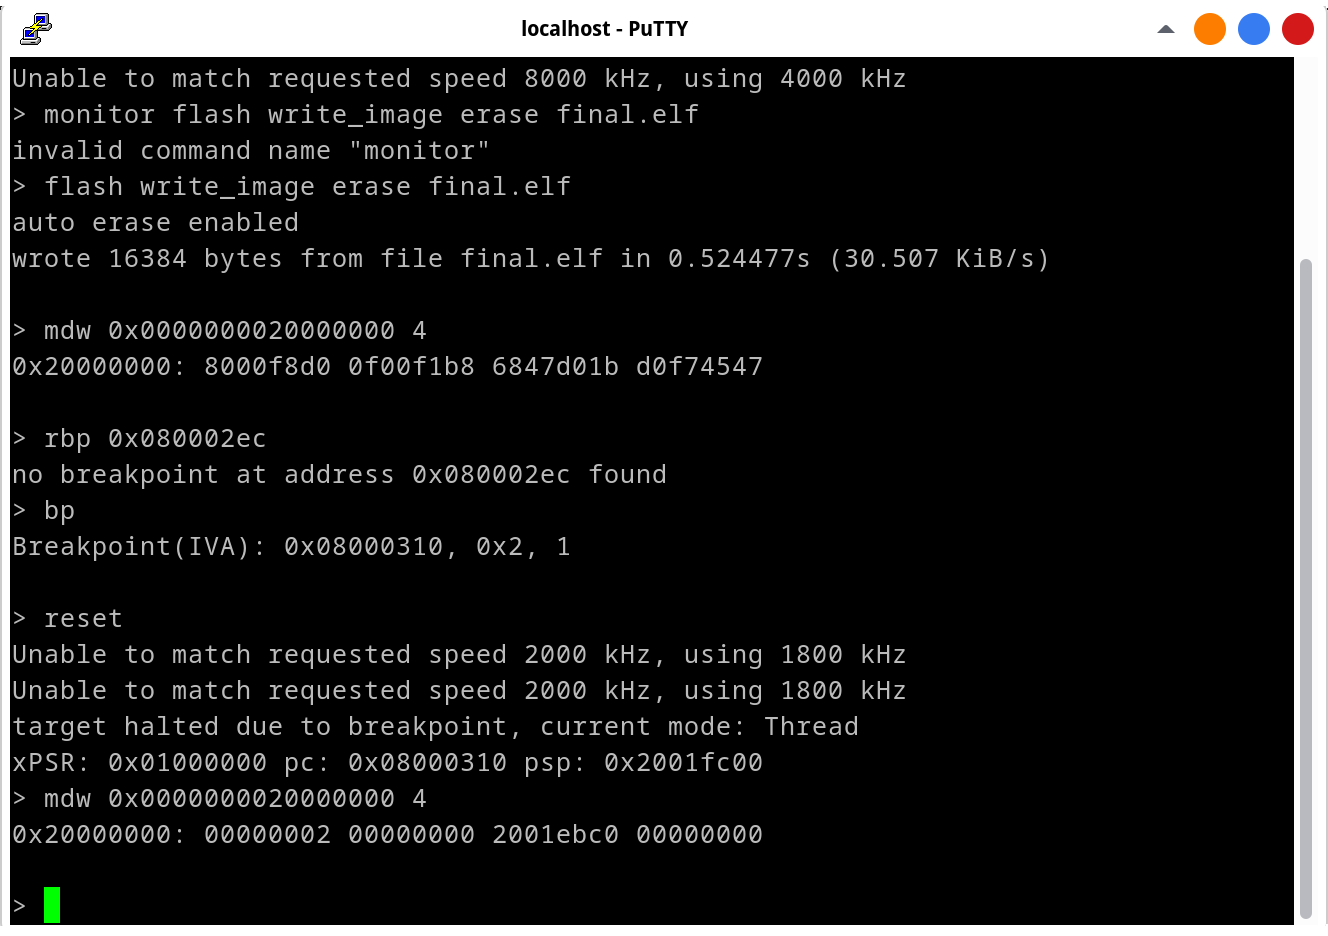 localhost - PuTTY
Unable to match requested speed 8000 kHz, using 4000 kHz
> monitor flash write_image erase final.elf
invalid command name "monitor"
> flash write_image erase final.elf
auto erase enabled
wrote 16384 bytes from file final.elf in 0.524477s (30.507 KiB/s)
> mdw 0x0000000020000000 4
0x20000000: 8000f8d0 0f00f1b8 6847d01b d0f74547
> rbp 0x080002ec
no breakpoint at address 0x080002ec found
> bp
Breakpoint(IVA): 0x08000310, 0x2, 1
> reset
Unable to match requested speed 2000 kHz, using 1800 kHz
Unable to match requested speed 2000 kHz, using 1800 kHz
target halted due to breakpoint, current mode: Thread
xPSR: 0x01000000 pc: 0x08000310 psp: 0x2001fc00
> mdw 0x0000000020000000 4
0x20000000: 00000002 00000000 2001ebc0 00000000
>